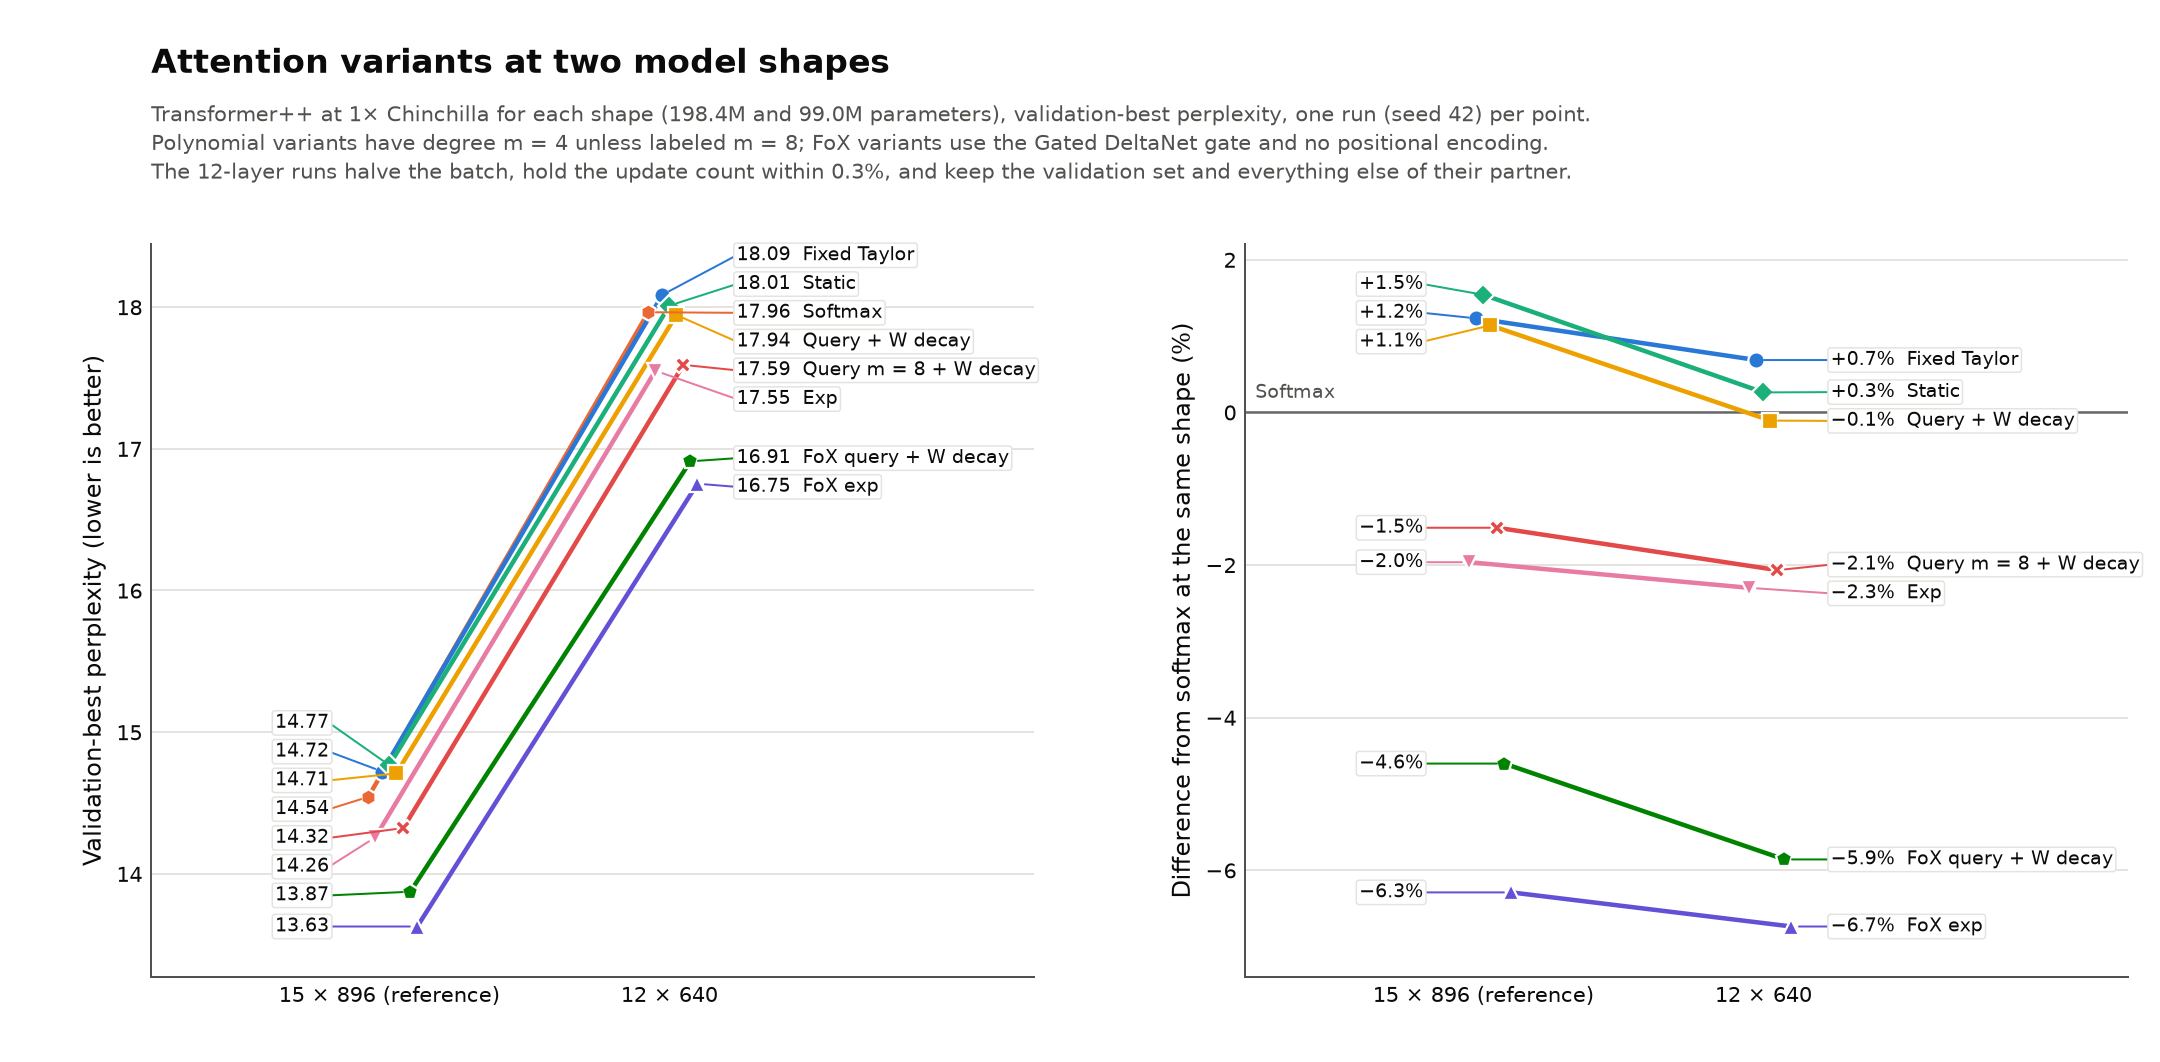 Attention variants at two model shapes
Transformer++ at 1× Chinchilla for each shape (198.4M and 99.0M parameters), validation-best perplexity, one run (seed 42) per point.
Polynomial variants have degree m = 4 unless labeled m = 8; FoX variants use the Gated DeltaNet gate and no positional encoding.
The 12-layer runs halve the batch, hold the update count within 0.3%, and keep the validation set and everything else of their partner.
Validation-best perplexity (lower is better)
18
17
16
15
14
14.77
14.72
14.71
14.54
14.32
14.26
13.87
13.63
18.09 Fixed Taylor
18.01 Static
17.96 Softmax
17.94 Query + W decay
17.59 Query m = 8 + W decay
17.55 Exp
16.91 FoX query + W decay
16.75 FoX exp
15 × 896 (reference)
12 × 640
Difference from softmax at the same shape (%)
2
0
−2
−4
−6
Softmax
+1.5%
+1.2%
+1.1%
−1.5%
−2.0%
−4.6%
−6.3%
+0.7% Fixed Taylor
+0.3% Static
−0.1% Query + W decay
−2.1% Query m = 8 + W decay
−2.3% Exp
−5.9% FoX query + W decay
−6.7% FoX exp
15 × 896 (reference)
12 × 640